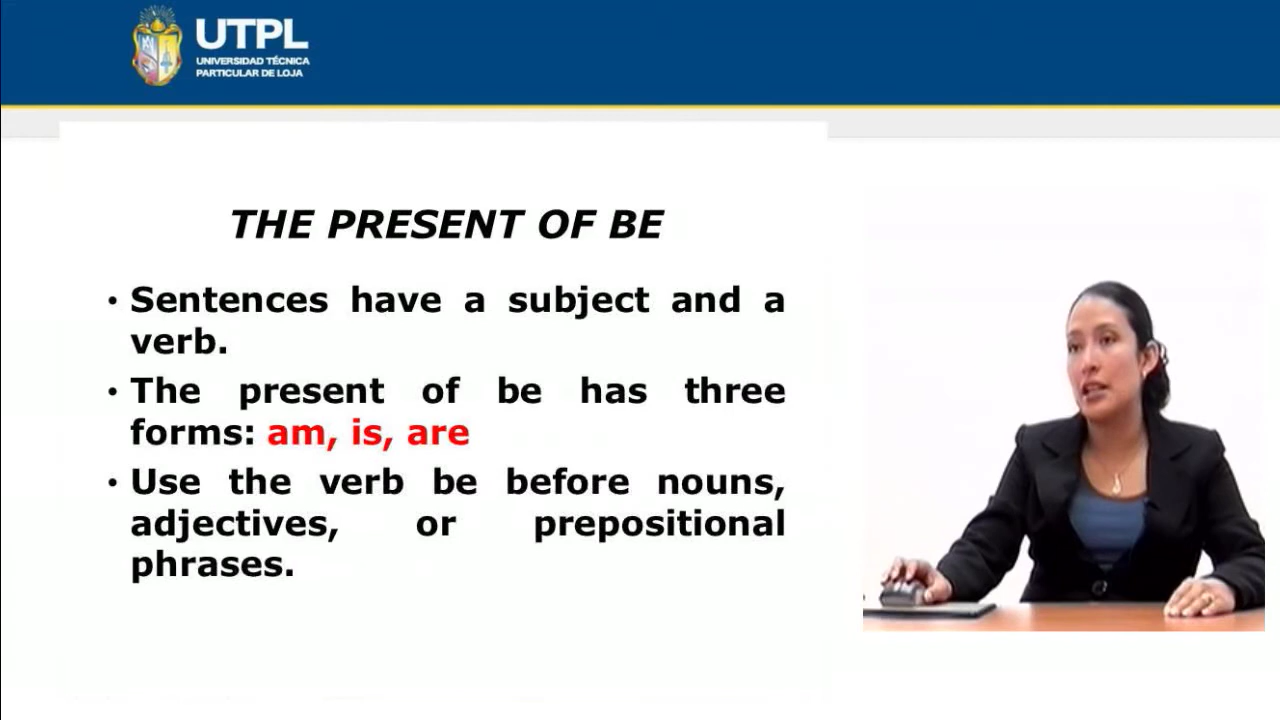 UTPL
UNIVERSIDAD TÉCNICA
PARTICULAR DE LOJA
THE PRESENT OF BE
• Sentences have a subject and a
verb.
• The present of be has three
forms: am, is, are
• Use the verb be before nouns,
adjectives, or prepositional
phrases.